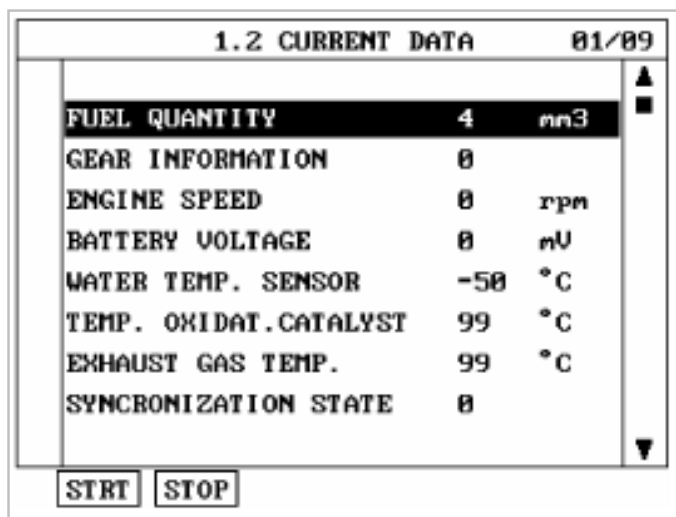 1.2 CURRENT DATA 01/09
FUEL QUANTITY 4 mm3
GEAR INFORMATION 0
ENGINE SPEED 0 rpm
BATTERY VOLTAGE 0 mV
WATER TEMP. SENSOR -50 °C
TEMP. OXIDAT.CATALYST 99 °C
EXHAUST GAS TEMP. 99 °C
SYNCRONIZATION STATE 0
STRT STOP